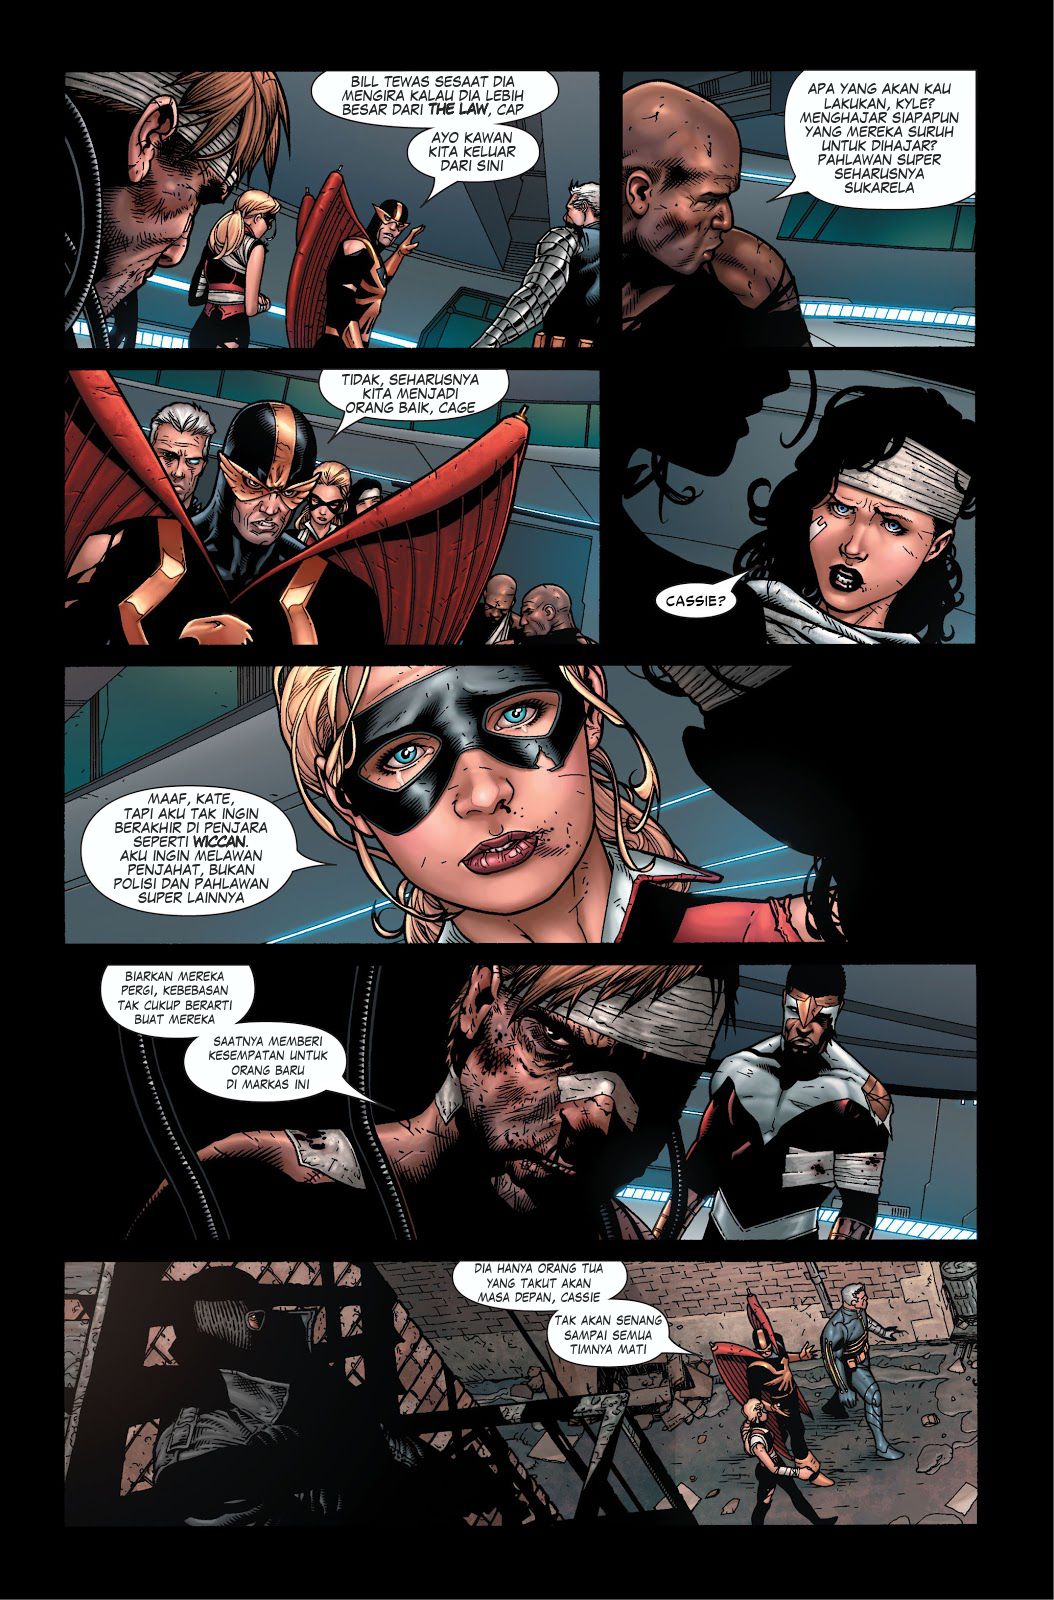 BILL TEWAS SESAAT DIA
MENGIRA KALAU DIA LEBIH
BESAR DARI THE LAW, CAP
AYO KAWAN
KITA KELUAR
DARI SINI
APA YANG AKAN KAU
LAKUKAN, KYLE?
MENGHAJAR SIAPAPUN
YANG MEREKA SURUH
UNTUK DIHAJAR?
PAHLAWAN SUPER
SEHARUSNYA
SUKARELA
TIDAK, SEHARUSNYA
KITA MENJADI
ORANG BAIK, CAGE
CASSIE?
MAAF, KATE,
TAPI AKU TAK INGIN
BERAKHIR DI PENJARA
SEPERTI WICCAN.
AKU INGIN MELAWAN
PENJAHAT, BUKAN
POLISI DAN PAHLAWAN
SUPER LAINNYA
BIARKAN MEREKA
PERGI, KEBEBASAN
TAK CUKUP BERARTI
BUAT MEREKA
SAATNYA MEMBERI
KESEMPATAN UNTUK
ORANG BARU
DI MARKAS INI
DIA HANYA ORANG TUA
YANG TAKUT AKAN
MASA DEPAN, CASSIE
TAK AKAN SENANG
SAMPAI SEMUA
TIMNYA MATI